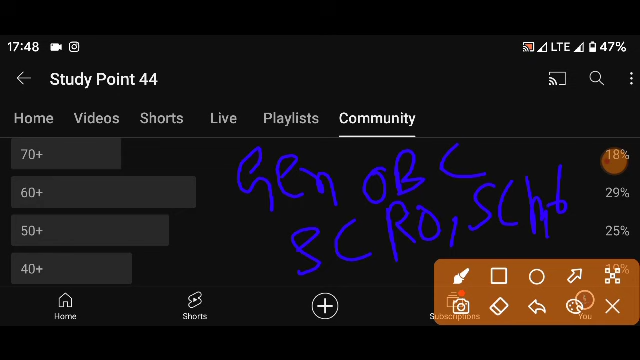 17:48 LTE 47%
Study Point 44
Home Videos Shorts Live Playlists Community
70+ 18%
60+ 29%
50+ 25%
40+
Gen OBC
SC RO, SC
Home Shorts Subscriptions You